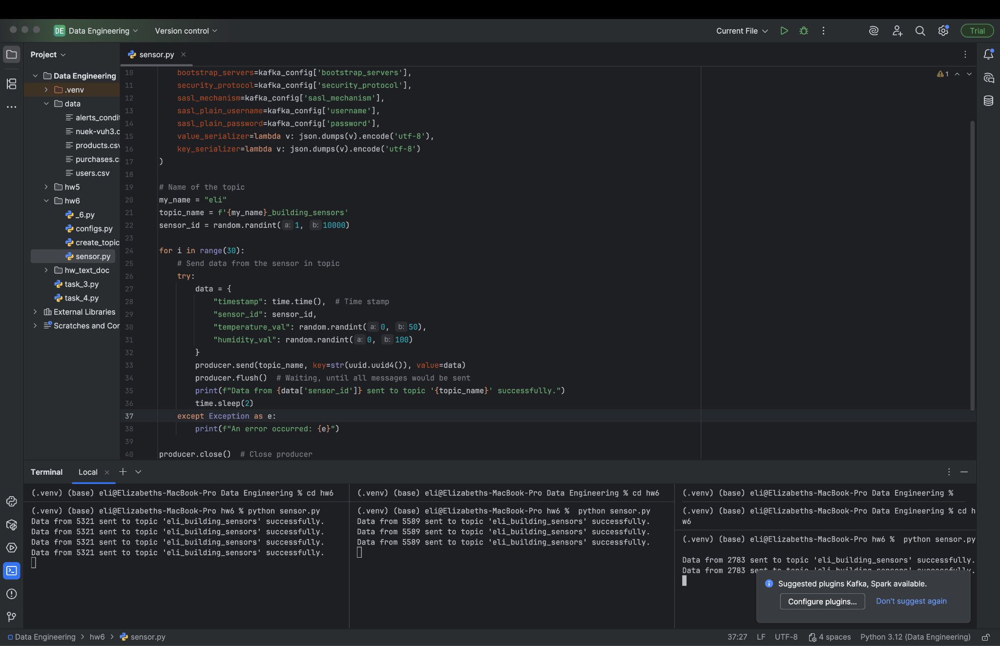 DE Data Engineering
Version control
Current File
Trial
Project
sensor.py
Data Engineering
.venv
data
alerts_condit
nuek-vuh3.c
products.csv
purchases.c
users.csv
hw5
hw6
_6.py
configs.py
create_topic
sensor.py
hw_text_doc
task_3.py
task_4.py
External Libraries
Scratches and Cor
1
10 bootstrap_servers=kafka_config['bootstrap_servers'],
11 security_protocol=kafka_config['security_protocol'],
12 sasl_mechanism=kafka_config['sasl_mechanism'],
13 sasl_plain_username=kafka_config['username'],
14 sasl_plain_password=kafka_config['password'],
15 value_serializer=lambda v: json.dumps(v).encode('utf-8'),
16 key_serializer=lambda v: json.dumps(v).encode('utf-8')
17 )
18
19 # Name of the topic
20 my_name = "eli"
21 topic_name = f'{my_name}_building_sensors'
22 sensor_id = random.randint( a: 1, b: 10000)
23
24 for i in range(30):
25 # Send data from the sensor in topic
26 try:
27 data = {
28 "timestamp": time.time(), # Time stamp
29 "sensor_id": sensor_id,
30 "temperature_val": random.randint( a: 0, b: 50),
31 "humidity_val": random.randint( a: 0, b: 100)
32 }
33 producer.send(topic_name, key=str(uuid.uuid4()), value=data)
34 producer.flush() # Waiting, until all messages would be sent
35 print(f"Data from {data['sensor_id']} sent to topic '{topic_name}' successfully.")
36 time.sleep(2)
37 except Exception as e:
38 print(f"An error occurred: {e}")
39
40 producer.close() # Close producer
Terminal
Local
(.venv) (base) eli@Elizabeths-MacBook-Pro Data Engineering % cd hw6
(.venv) (base) eli@Elizabeths-MacBook-Pro hw6 % python sensor.py
Data from 5321 sent to topic 'eli_building_sensors' successfully.
Data from 5321 sent to topic 'eli_building_sensors' successfully.
Data from 5321 sent to topic 'eli_building_sensors' successfully.
Data from 5321 sent to topic 'eli_building_sensors' successfully.
(.venv) (base) eli@Elizabeths-MacBook-Pro Data Engineering % cd hw6
(.venv) (base) eli@Elizabeths-MacBook-Pro hw6 %  python sensor.py
Data from 5589 sent to topic 'eli_building_sensors' successfully.
Data from 5589 sent to topic 'eli_building_sensors' successfully.
Data from 5589 sent to topic 'eli_building_sensors' successfully.
(.venv) (base) eli@Elizabeths-MacBook-Pro Data Engineering %
(.venv) (base) eli@Elizabeths-MacBook-Pro Data Engineering % cd h
w6
(.venv) (base) eli@Elizabeths-MacBook-Pro hw6 %  python sensor.py
Data from 2783 sent to topic 'eli_building_sensors' successfully.
Data from 2783 sent to topic 'eli_building_sensors' successfully.
Suggested plugins Kafka, Spark available.
Configure plugins...
Don't suggest again
Data Engineering > hw6 > sensor.py
37:27
LF
UTF-8
4 spaces
Python 3.12 (Data Engineering)